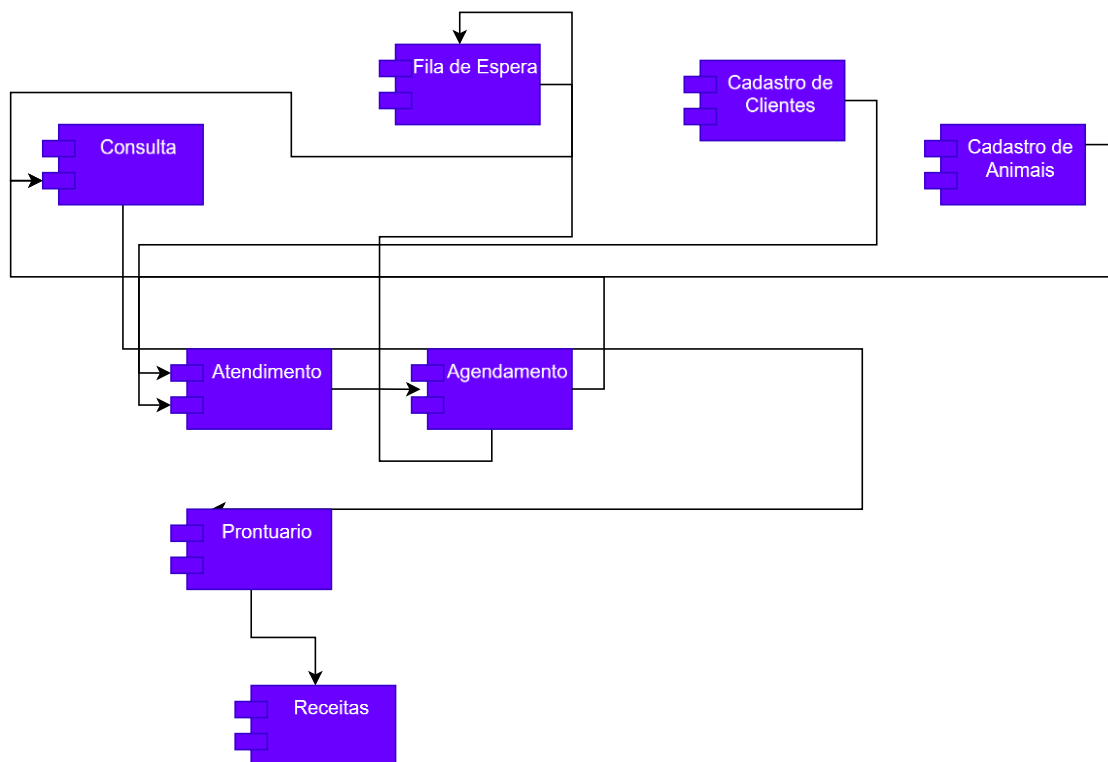 Fila de Espera
Cadastro de
Clientes
Consulta
Cadastro de
Animais
Atendimento
Agendamento
Prontuario
Receitas